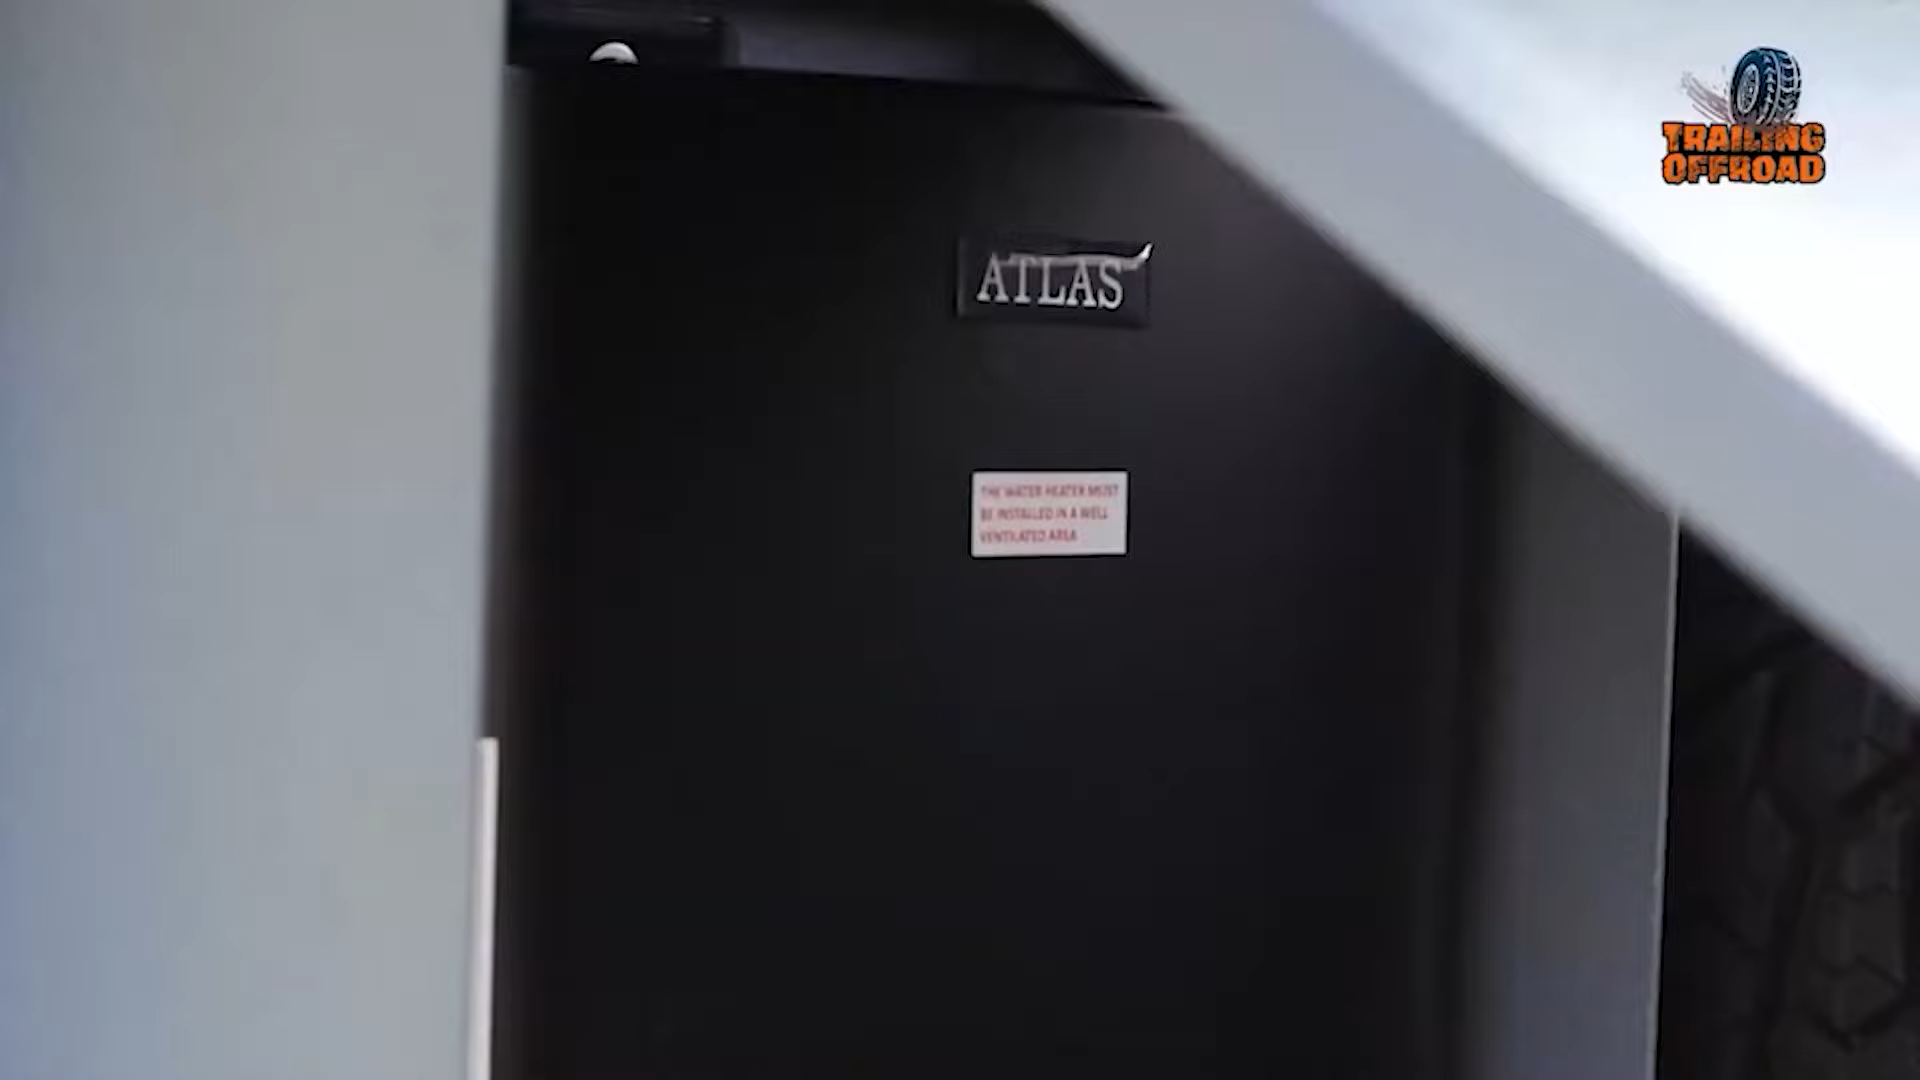 TRAILING
OFFROAD
ATLAS
THE WATER HEATER MUST
BE INSTALLED IN A WELL
VENTILATED AREA